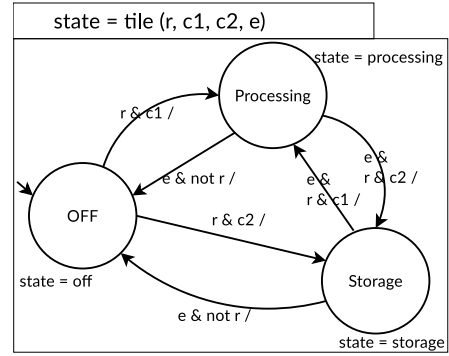 state = tile (r, c1, c2, e)
state = processing
Processing
r & c1 /
e &
r & c2 /
e & not r /
e &
r & c1 /
OFF
r & c2 /
state = off
Storage
e & not r /
state = storage